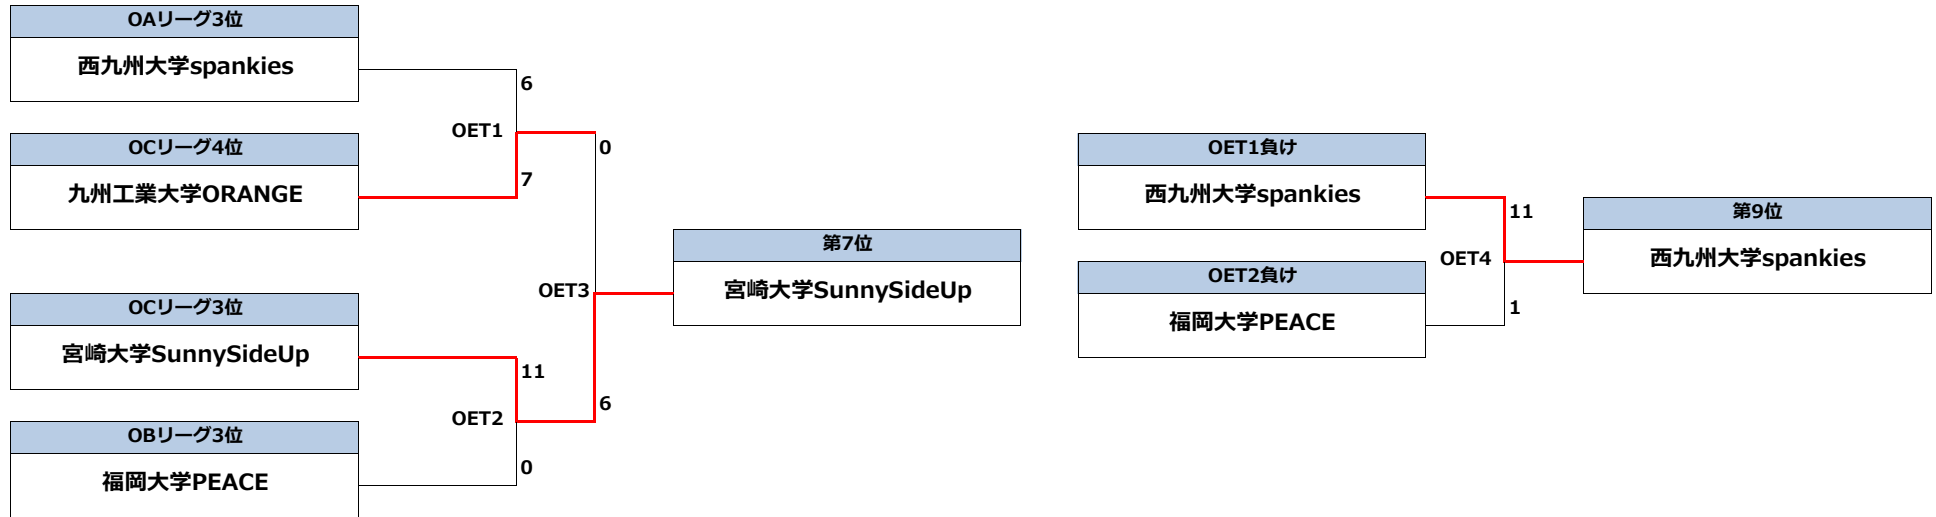 OAリーグ3位
西九州大学spankies
6
OET1
OCリーグ4位
九州工業大学ORANGE
7
0
OCリーグ3位
宮崎大学SunnySideUp
11
OET2
OBリーグ3位
福岡大学PEACE
0
OET3
6
第7位
宮崎大学SunnySideUp
OET1負け
西九州大学spankies
11
OET4
OET2負け
福岡大学PEACE
1
第9位
西九州大学spankies